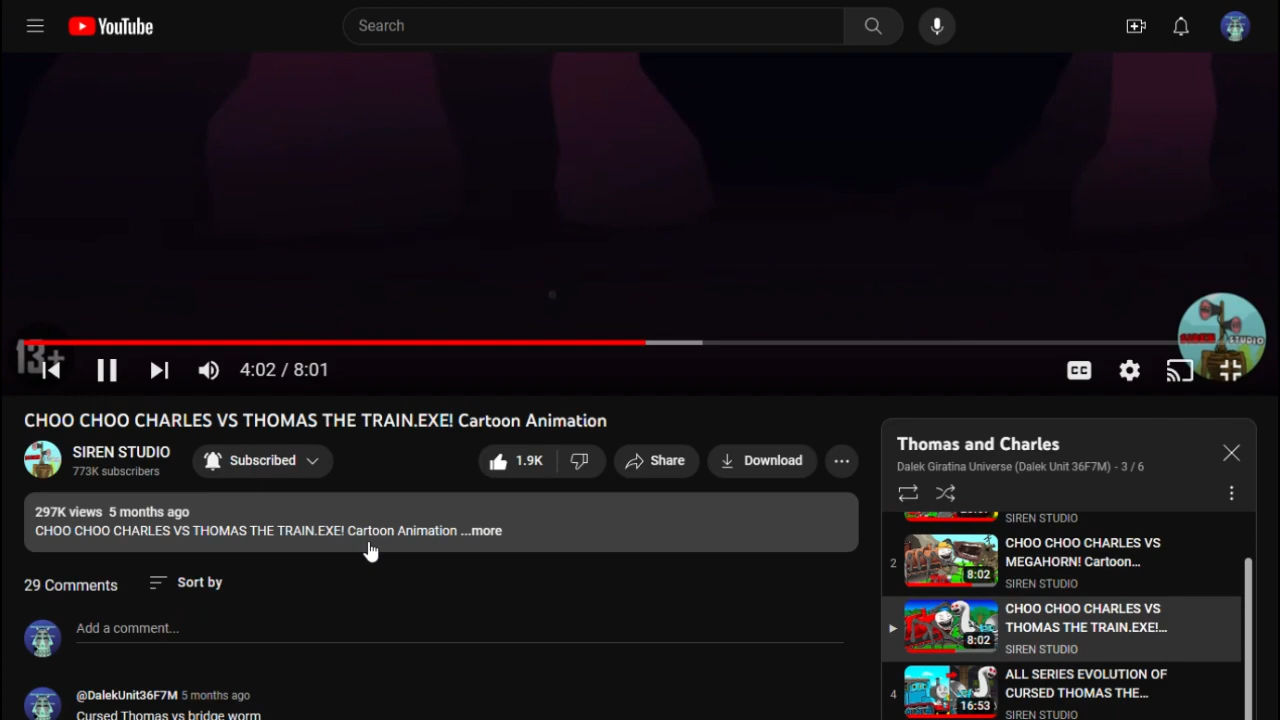 YouTube
Search
13+
SIREN STUDIO
4:02 / 8:01
CC
CHOO CHOO CHARLES VS THOMAS THE TRAIN.EXE! Cartoon Animation
SIREN STUDIO
773K subscribers
Subscribed
1.9K
Share
Download
297K views 5 months ago
CHOO CHOO CHARLES VS THOMAS THE TRAIN.EXE! Cartoon Animation ...more
29 Comments
Sort by
Add a comment...
@DalekUnit36F7M 5 months ago
Cursed Thomas vs bridge worm
Thomas and Charles
Dalek Giratina Universe (Dalek Unit 36F7M) - 3 / 6
SIREN STUDIO
2
8:02
CHOO CHOO CHARLES VS
MEGAHORN! Cartoon...
SIREN STUDIO
8:02
CHOO CHOO CHARLES VS
THOMAS THE TRAIN.EXE!...
SIREN STUDIO
4
16:53
ALL SERIES EVOLUTION OF
CURSED THOMAS THE...
SIREN STUDIO